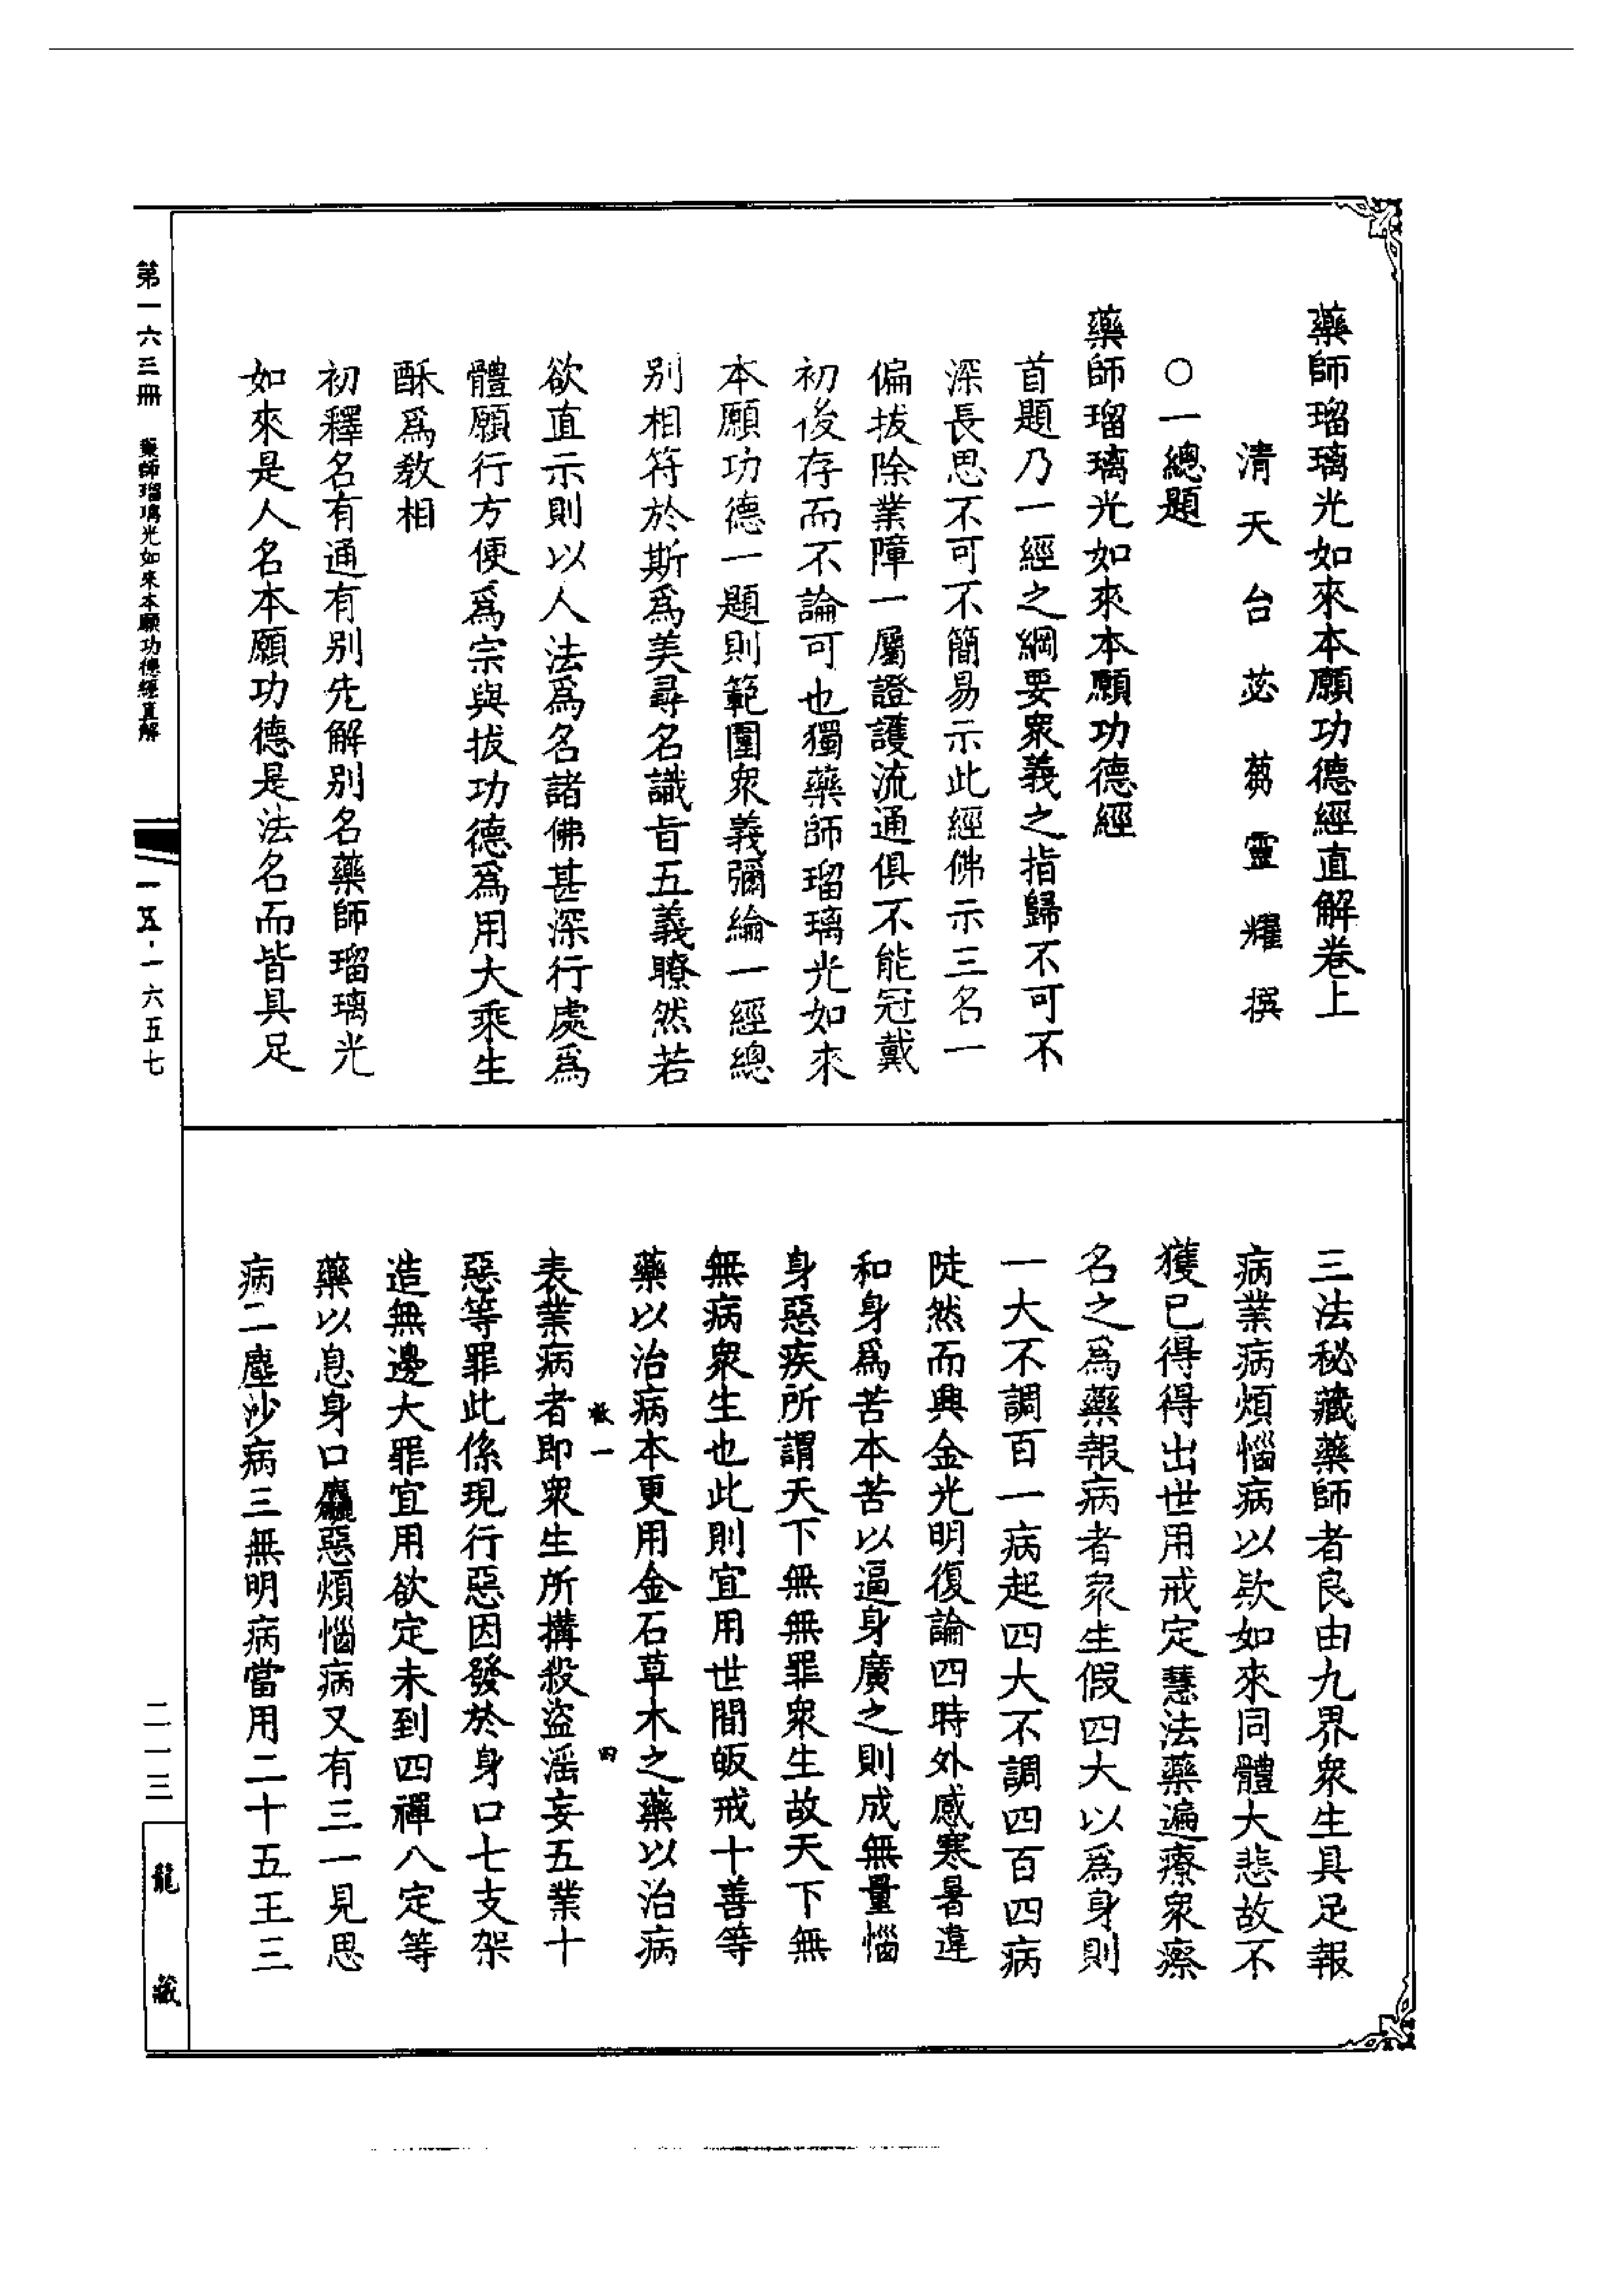 藥師瑠璃光如來本願功德經直解卷上
清天台苾蒭靈耀撰
○一總題
藥師瑠璃光如來本願功德經
首題乃一經之綱要衆義之指歸不可不
深長思不可不簡易示此經佛示三名一
偏拔除業障一屬證護流通俱不能冠戴
初後存而不論可也獨藥師瑠璃光如來
本願功德一題則範圍衆義彌綸一經總
別相符於斯爲美尋名識旨五義瞭然若
欲直示則以人法爲名諸佛甚深行處爲
體願行方便爲宗與拔功德爲用大乘生
酥爲教相
初釋名有通有別先解別名藥師瑠璃光
如來是人名本願功德是法名而皆具足
三法秘藏藥師者良由九界衆生具足報
病業病煩惱病以欵如來同體大悲故不
獲已得得出世用戒定慧法藥遍療衆瘵
名之爲藥報病者衆生假四大以爲身則
一大不調百一病起四大不調四百四病
陡然而興金光明復論四時外感寒暑違
和身爲苦本苦以逼身廣之則成無量惱
身惡疾所謂天下無無罪衆生故天下無
無病衆生也此則宜用世間皈戒十善等
藥以治病本更用金石草木之藥以治病
表業病者即衆生所搆殺盜滛妄五業十
惡等罪此係現行惡因發於身口七支架
造無邊大罪宜用欲定未到四禪八定等
藥以息身口麤惡煩惱病又有三一見思
病二塵沙病三無明病當用二十五王三
第一六三冊 藥師瑠璃光如來本願功德經直解
一五·一六五七
二一三
龍藏